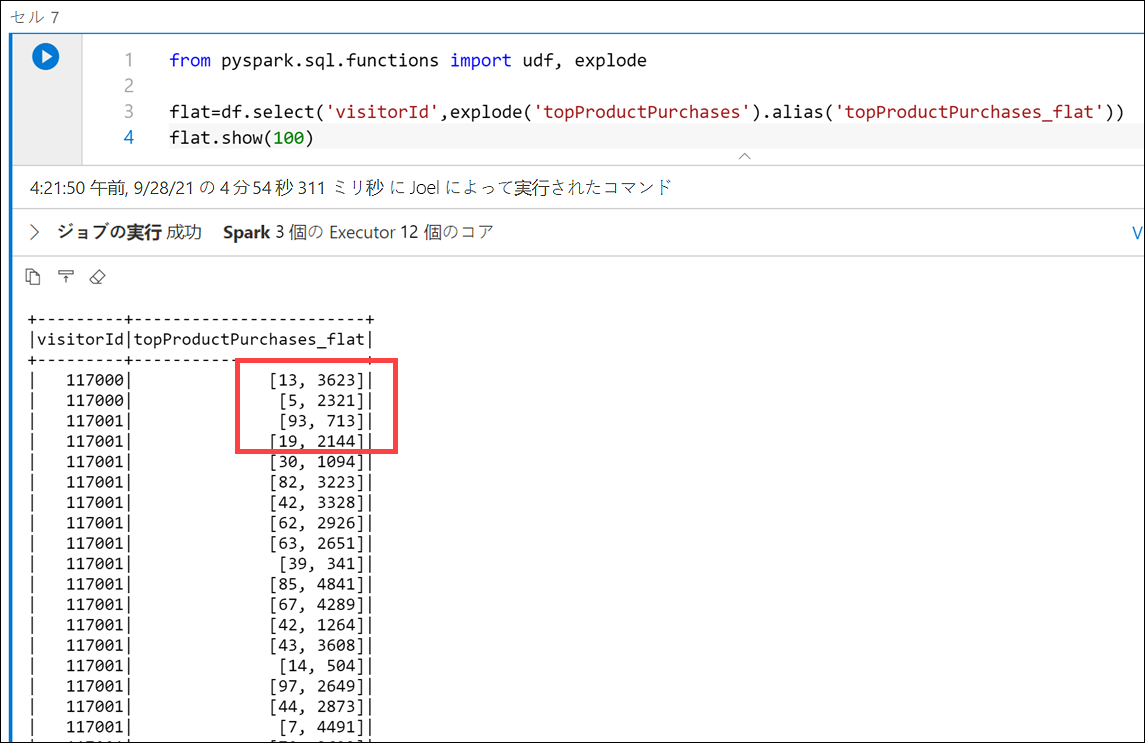 セル 7
1 from pyspark.sql.functions import udf, explode
2
3 flat=df.select('visitorId',explode('topProductPurchases').alias('topProductPurchases_flat'))
4 flat.show(100)
4:21:50 午前, 9/28/21 の 4 分 54 秒 311 ミリ秒 に Joel によって実行されたコマンド
ジョブの実行 成功 Spark 3 個の Executor 12 個のコア V
+---------+------------------------+
|visitorId|topProductPurchases_flat|
+---------+------------------------+
| 117000| [13, 3623]|
| 117000| [5, 2321]|
| 117001| [93, 713]|
| 117001| [19, 2144]|
| 117001| [30, 1094]|
| 117001| [82, 3223]|
| 117001| [42, 3328]|
| 117001| [62, 2926]|
| 117001| [63, 2651]|
| 117001| [39, 341]|
| 117001| [85, 4841]|
| 117001| [67, 4289]|
| 117001| [42, 1264]|
| 117001| [43, 3608]|
| 117001| [14, 504]|
| 117001| [97, 2649]|
| 117001| [44, 2873]|
| 117001| [7, 4491]|